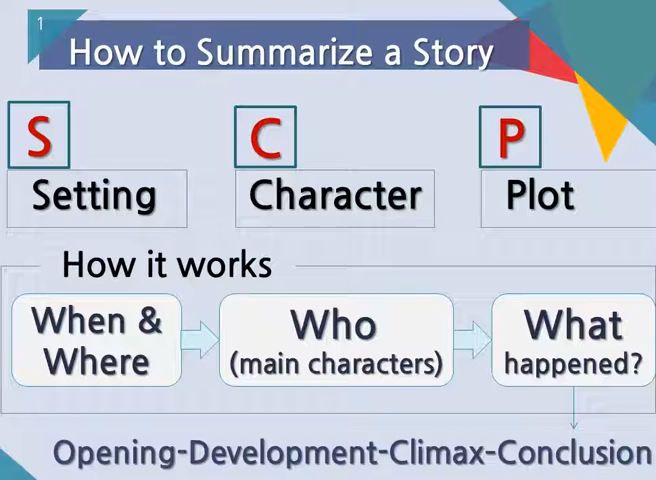 1
How to Summarize a Story
S
C
P
Setting
Character
Plot
How it works
When &
Where
Who
(main characters)
What
happened?
Opening-Development-Climax-Conclusion